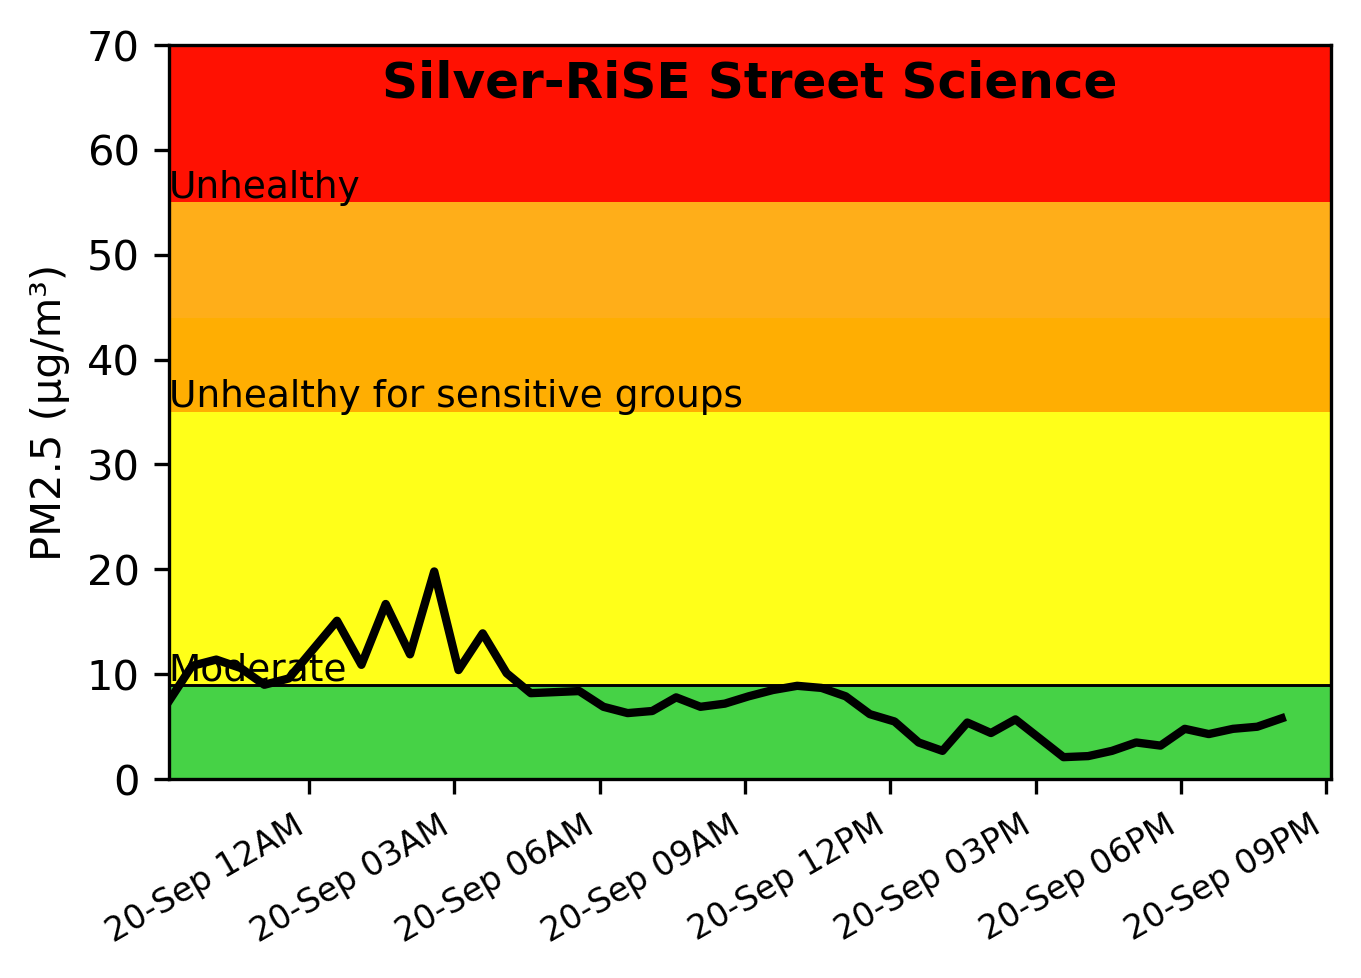 Silver-RiSE Street Science
70
60
50
40
30
20
10
0
PM2.5 (µg/m³)
Unhealthy
Unhealthy for sensitive groups
Moderate
20-Sep 12AM
20-Sep 03AM
20-Sep 06AM
20-Sep 09AM
20-Sep 12PM
20-Sep 03PM
20-Sep 06PM
20-Sep 09PM